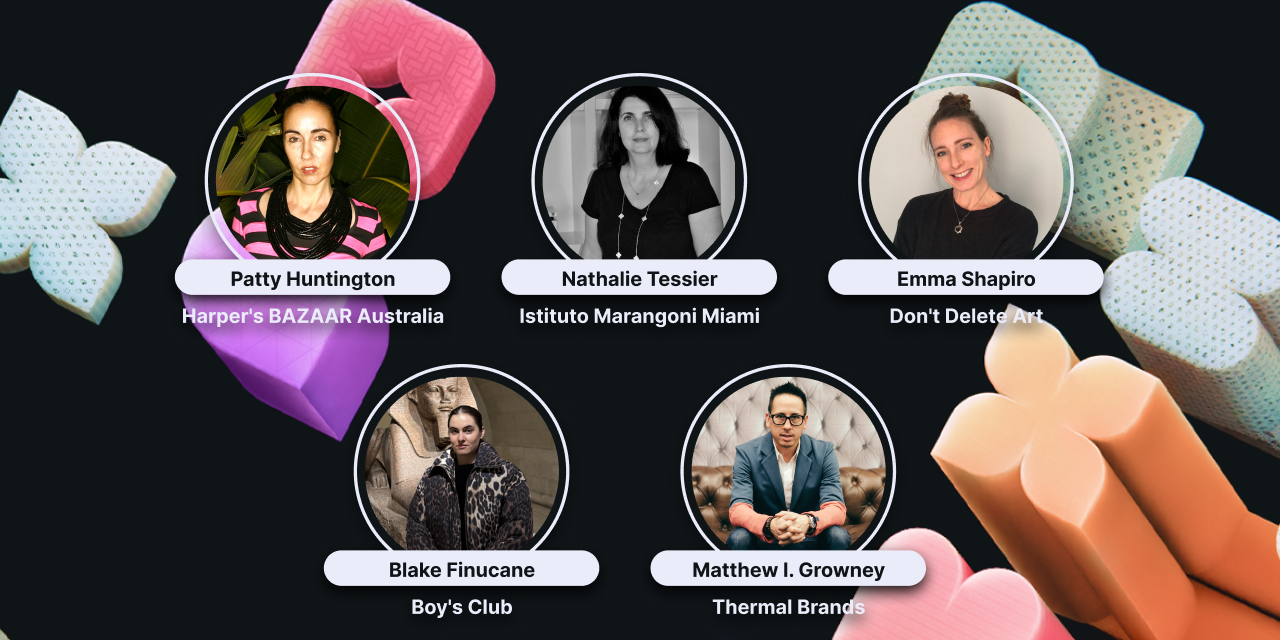 Patty Huntington
Harper's BAZAAR Australia
Nathalie Tessier
Istituto Marangoni Miami
Emma Shapiro
Don't Delete Art
Blake Finucane
Boy's Club
Matthew I. Growney
Thermal Brands